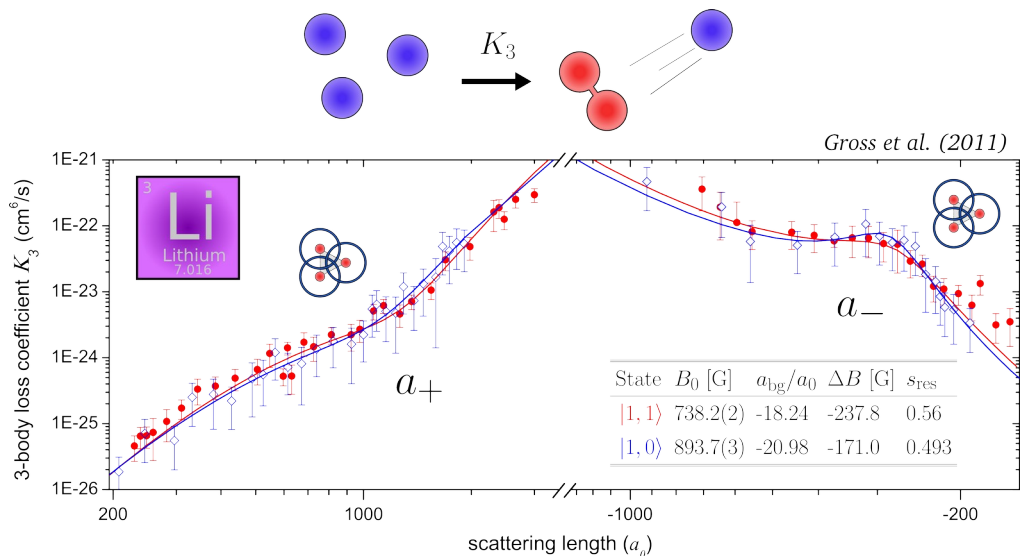 K₃
Gross et al. (2011)
3-body loss coefficient K₃ (cm⁶/s)
1E-21
1E-22
1E-23
1E-24
1E-25
1E-26
3
Li
Lithium
7.016
a₊
a₋
State B₀ [G] a_bg/a₀ ΔB [G] s_res
|1, 1⟩ 738.2(2) -18.24 -237.8 0.56
|1, 0⟩ 893.7(3) -20.98 -171.0 0.493
200 1000 -1000 -200
scattering length (a₀)